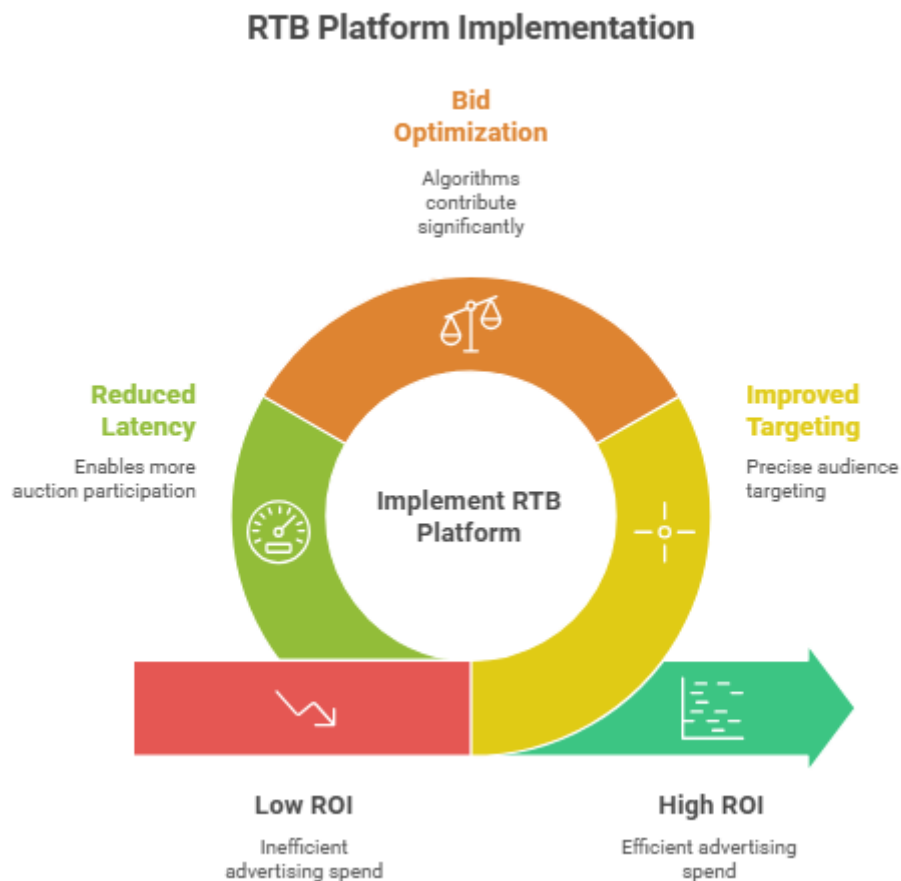 RTB Platform Implementation
Bid
Optimization
Algorithms
contribute
significantly
Reduced
Latency
Enables more
auction participation
Improved
Targeting
Precise audience
targeting
Implement RTB
Platform
Low ROI
Inefficient
advertising spend
High ROI
Efficient advertising
spend